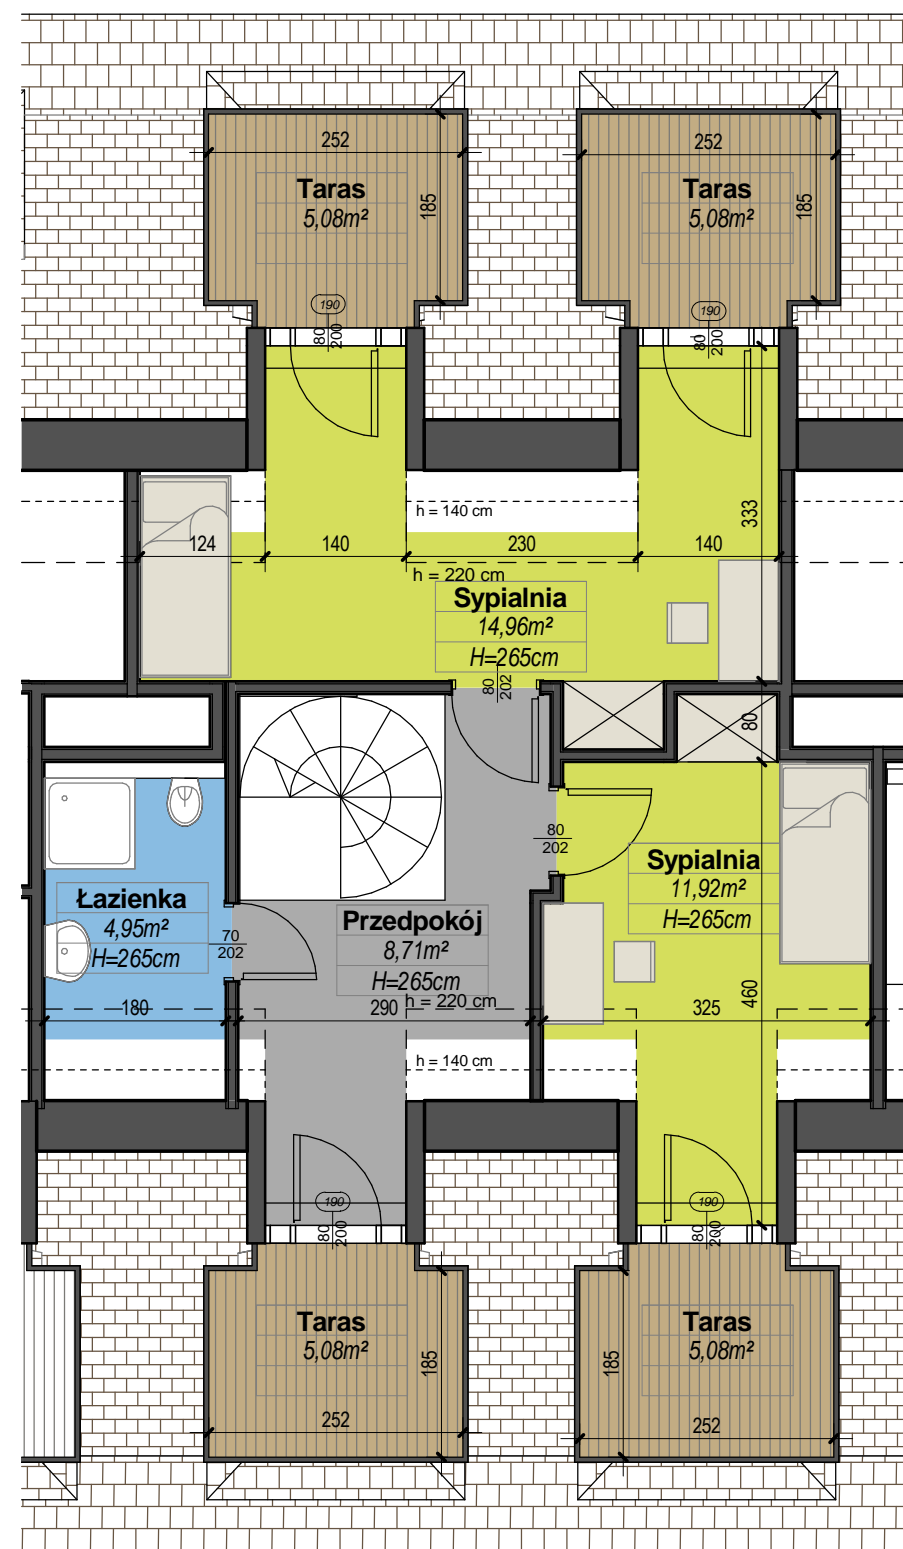 252
252
Taras
5,08m²
185
Taras
5,08m²
185
190
190
80
200
80
200
333
h = 140 cm
124
140
230
140
h = 220 cm
Sypialnia
14,96m²
H=265cm
80
202
80
80
202
Sypialnia
11,92m²
H=265cm
Łazienka
4,95m²
H=265cm
70
202
Przedpokój
8,71m²
H=265cm
h = 220 cm
460
180
290
325
h = 140 cm
190
190
80
200
80
200
Taras
5,08m²
185
Taras
5,08m²
185
252
252